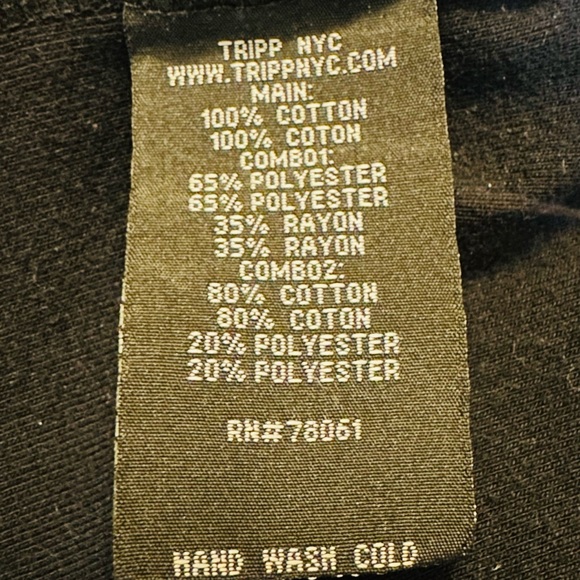 TRIPP NYC
WWW.TRIPPNYC.COM
MAIN:
100% COTTON
100% COTON
COMBO1:
65% POLYESTER
65% POLYESTER
35% RAYON
35% RAYON
COMBO2:
80% COTTON
80% COTON
20% POLYESTER
20% POLYESTER
RN#78061
HAND WASH COLD